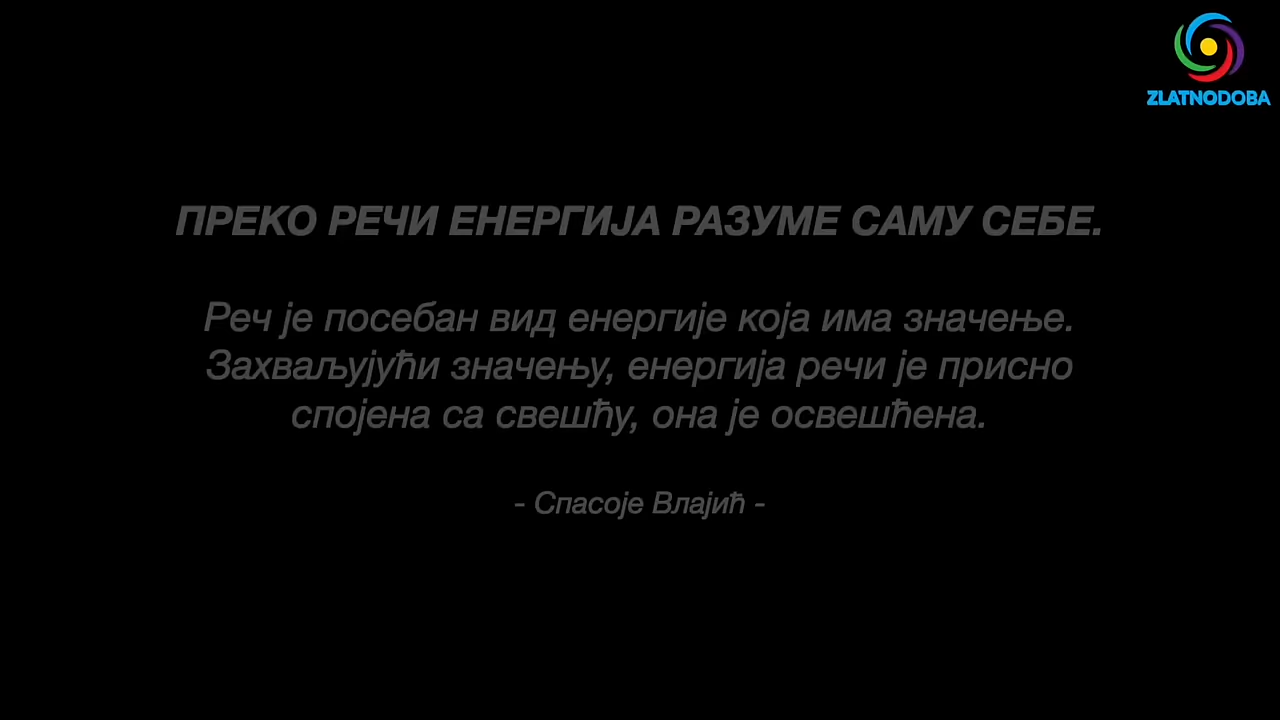 ZLATNODOBA
ПРЕКО РЕЧИ ЕНЕРГИЈА РАЗУМЕ САМУ СЕБЕ.
Реч је посебан вид енергије која има значење.
Захваљујући значењу, енергија речи је присно
спојена са свешћу, она је освешћена.
- Спасоје Влајић -